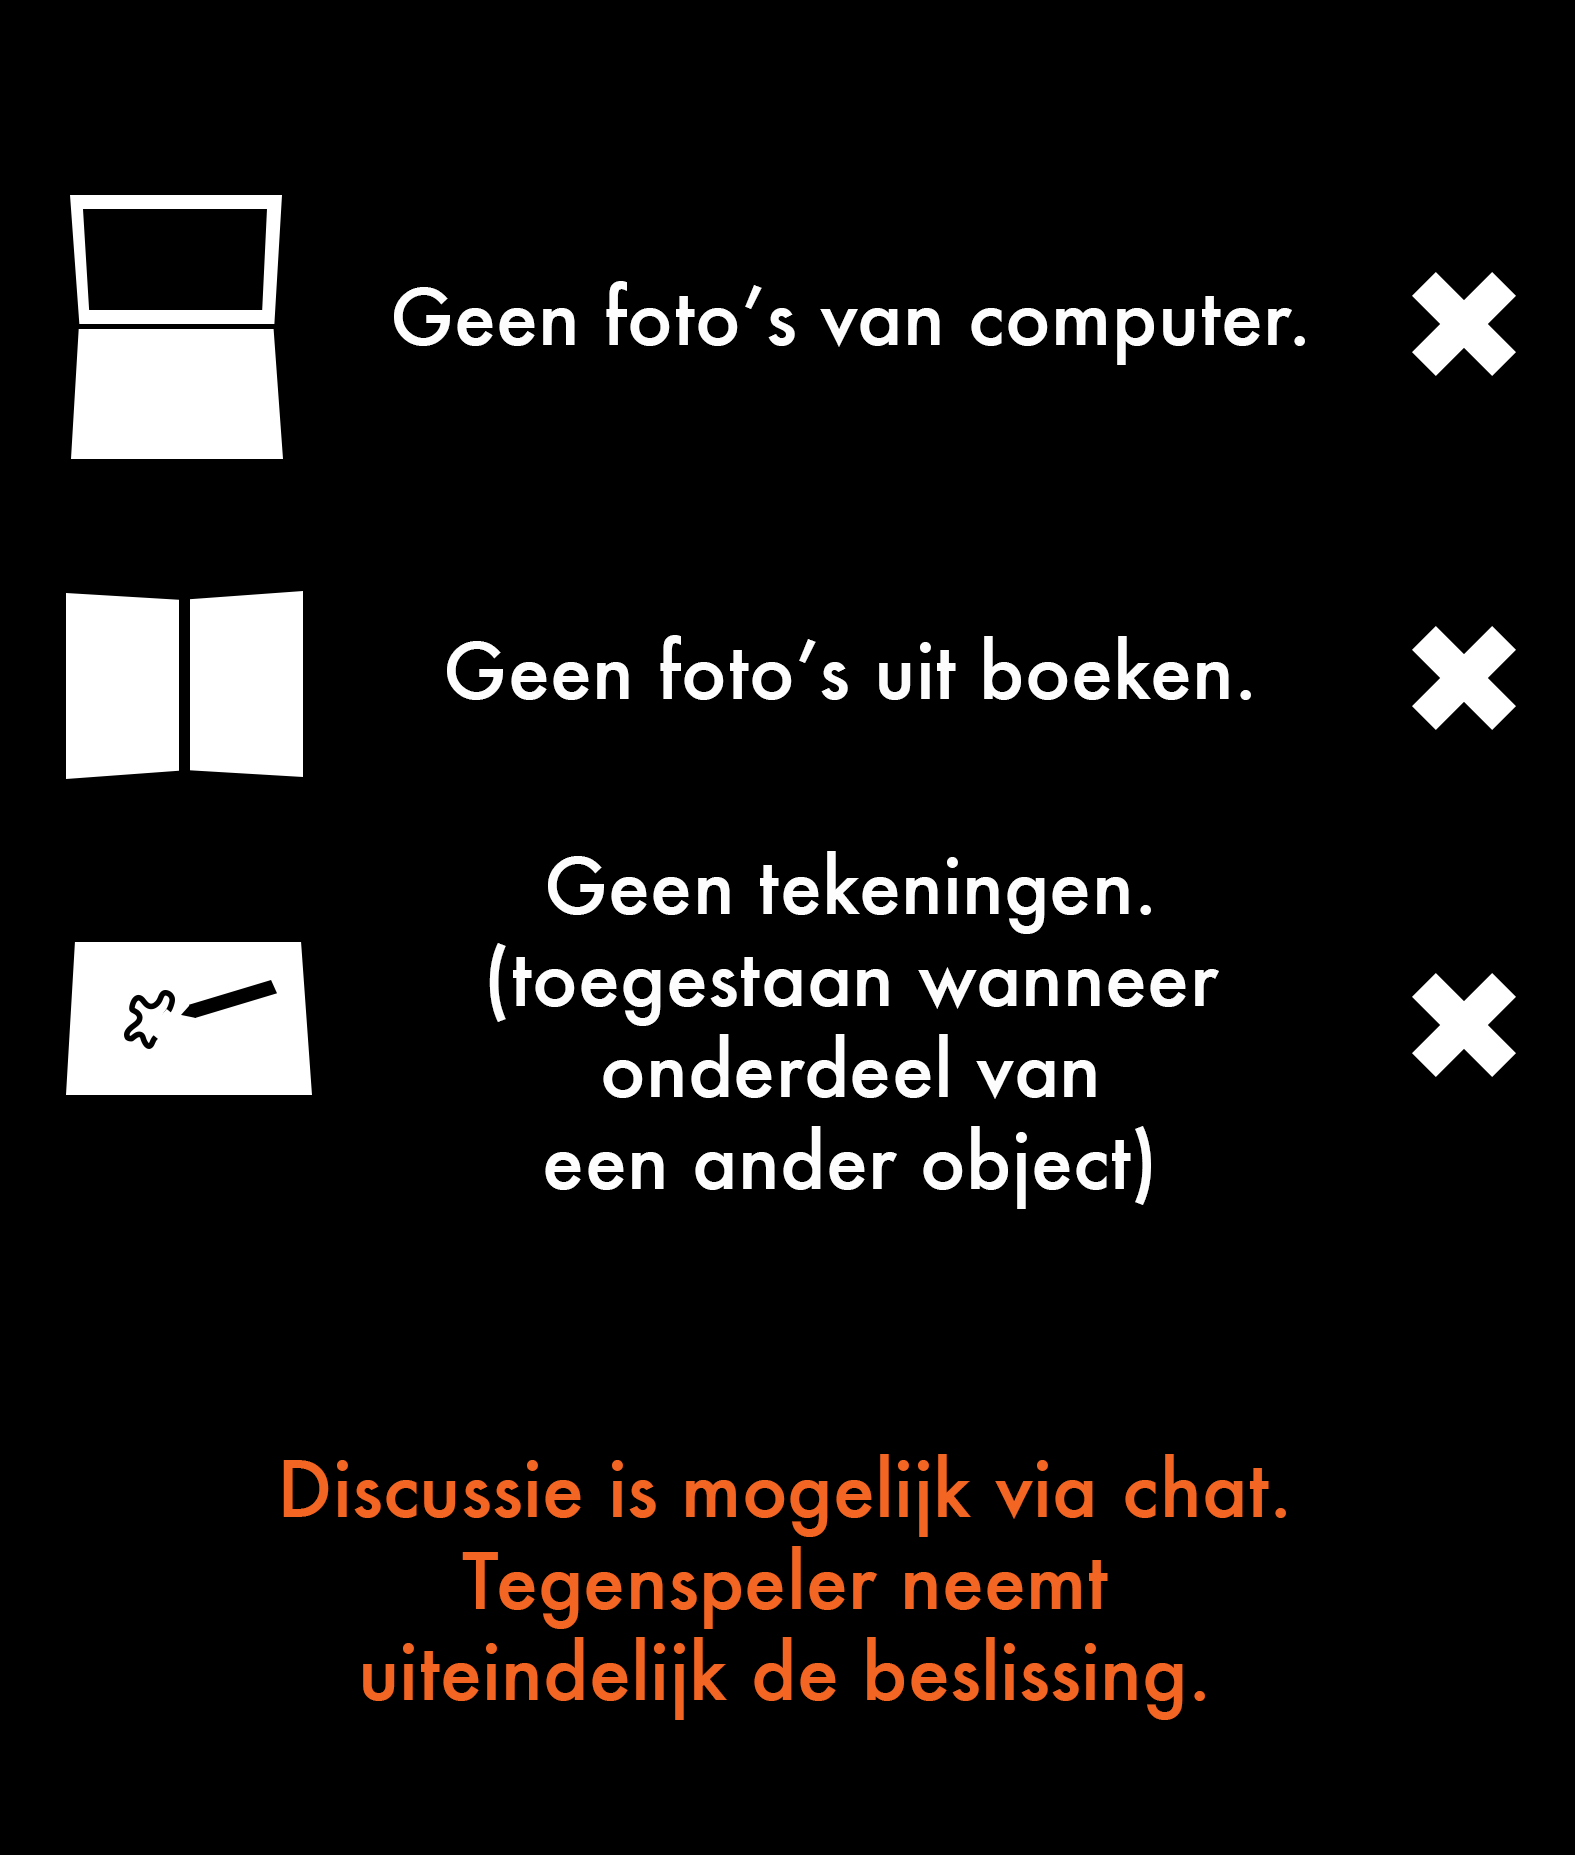 Geen foto’s van computer.
Geen foto’s uit boeken.
Geen tekeningen.
(toegestaan wanneer
onderdeel van
een ander object)
Discussie is mogelijk via chat.
Tegenspeler neemt
uiteindelijk de beslissing.